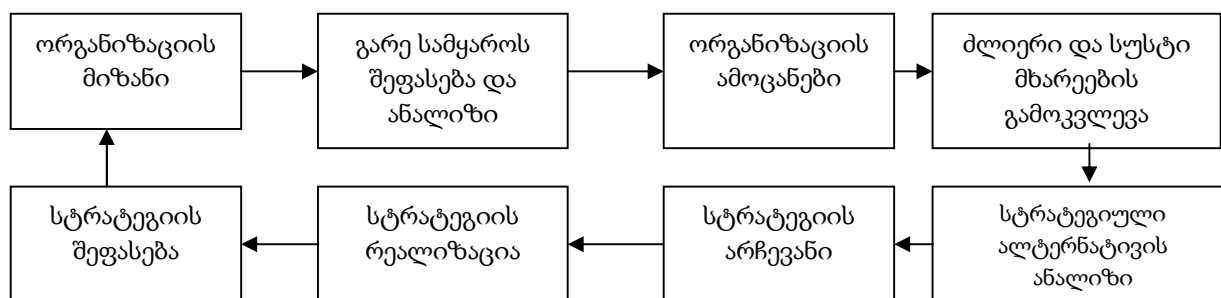 ორგანიზაციის
მიზანი
გარე სამყაროს
შეფასება და
ანალიზი
ორგანიზაციის
ამოცანები
ძლიერი და სუსტი
მხარეების
გამოკვლევა
სტრატეგიული
ალტერნატივის
ანალიზი
სტრატეგიის
არჩევანი
სტრატეგიის
რეალიზაცია
სტრატეგიის
შეფასება